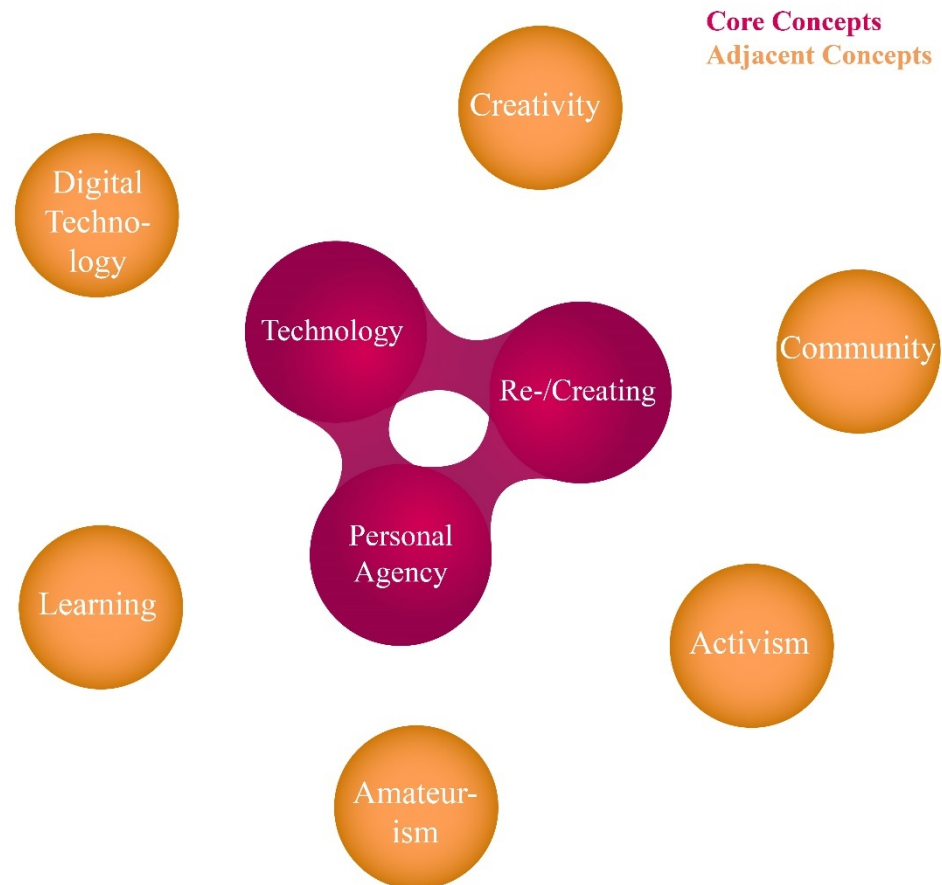 Core Concepts
Adjacent Concepts
Creativity
Digital
Techno-
logy
Technology
Community
Re-/Creating
Personal
Agency
Learning
Activism
Amateur-
ism